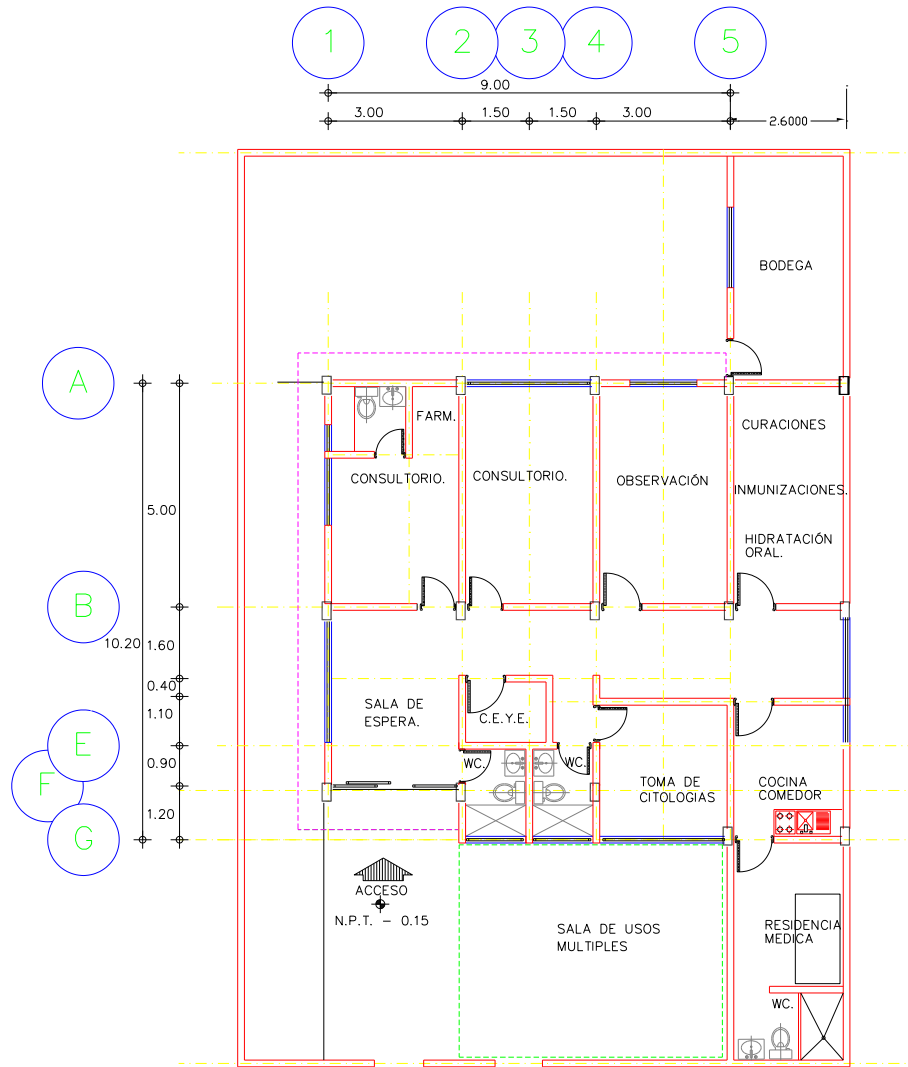 1
2
3
4
5
9.00
3.00
1.50
1.50
3.00
2.6000
BODEGA
A
FARM.
CURACIONES
CONSULTORIO.
CONSULTORIO.
OBSERVACIÓN
INMUNIZACIONES.
5.00
HIDRATACIÓN
ORAL.
B
10.20
1.60
0.40
1.10
SALA DE
ESPERA.
C.E.Y.E.
E
0.90
WC.
WC.
F
TOMA DE
CITOLOGIAS
COCINA
COMEDOR
1.20
G
ACCESO
N.P.T. - 0.15
SALA DE USOS
MULTIPLES
RESIDENCIA
MEDICA
WC.